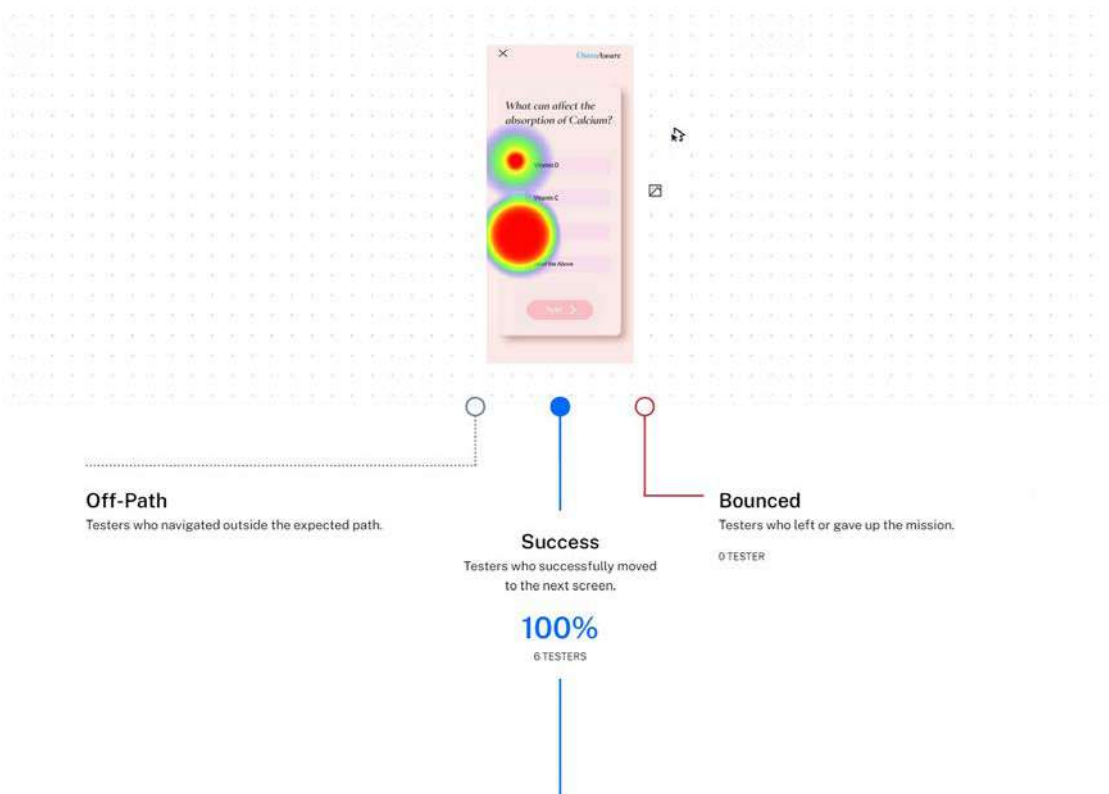 What can affect the
absorption of Calcium?
Vitamin D
Vitamin C
the Above
Off-Path
Testers who navigated outside the expected path.
Success
Testers who successfully moved
to the next screen.
100%
6 TESTERS
Bounced
Testers who left or gave up the mission.
0 TESTER